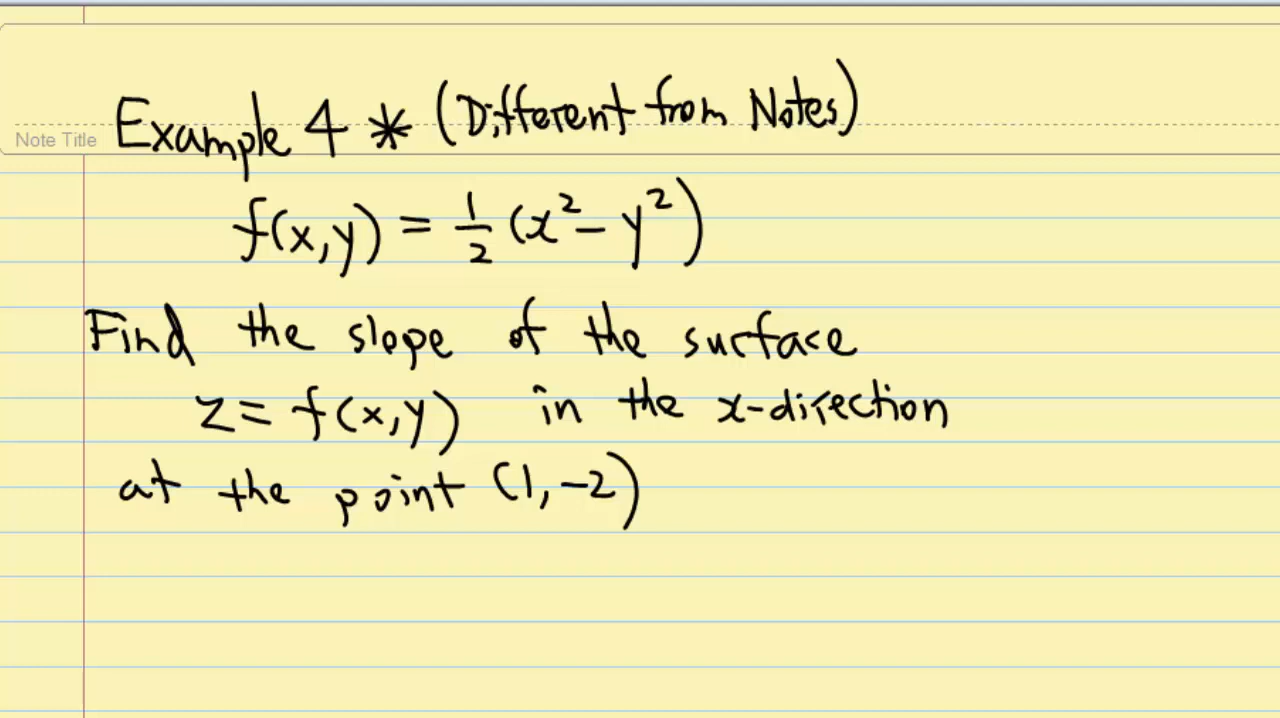 Example 4 * (Different from Notes)
Note Title
f(x,y) = 1/2 (x² - y²)
Find the slope of the surface
z = f(x,y) in the x-direction
at the point (1,-2)